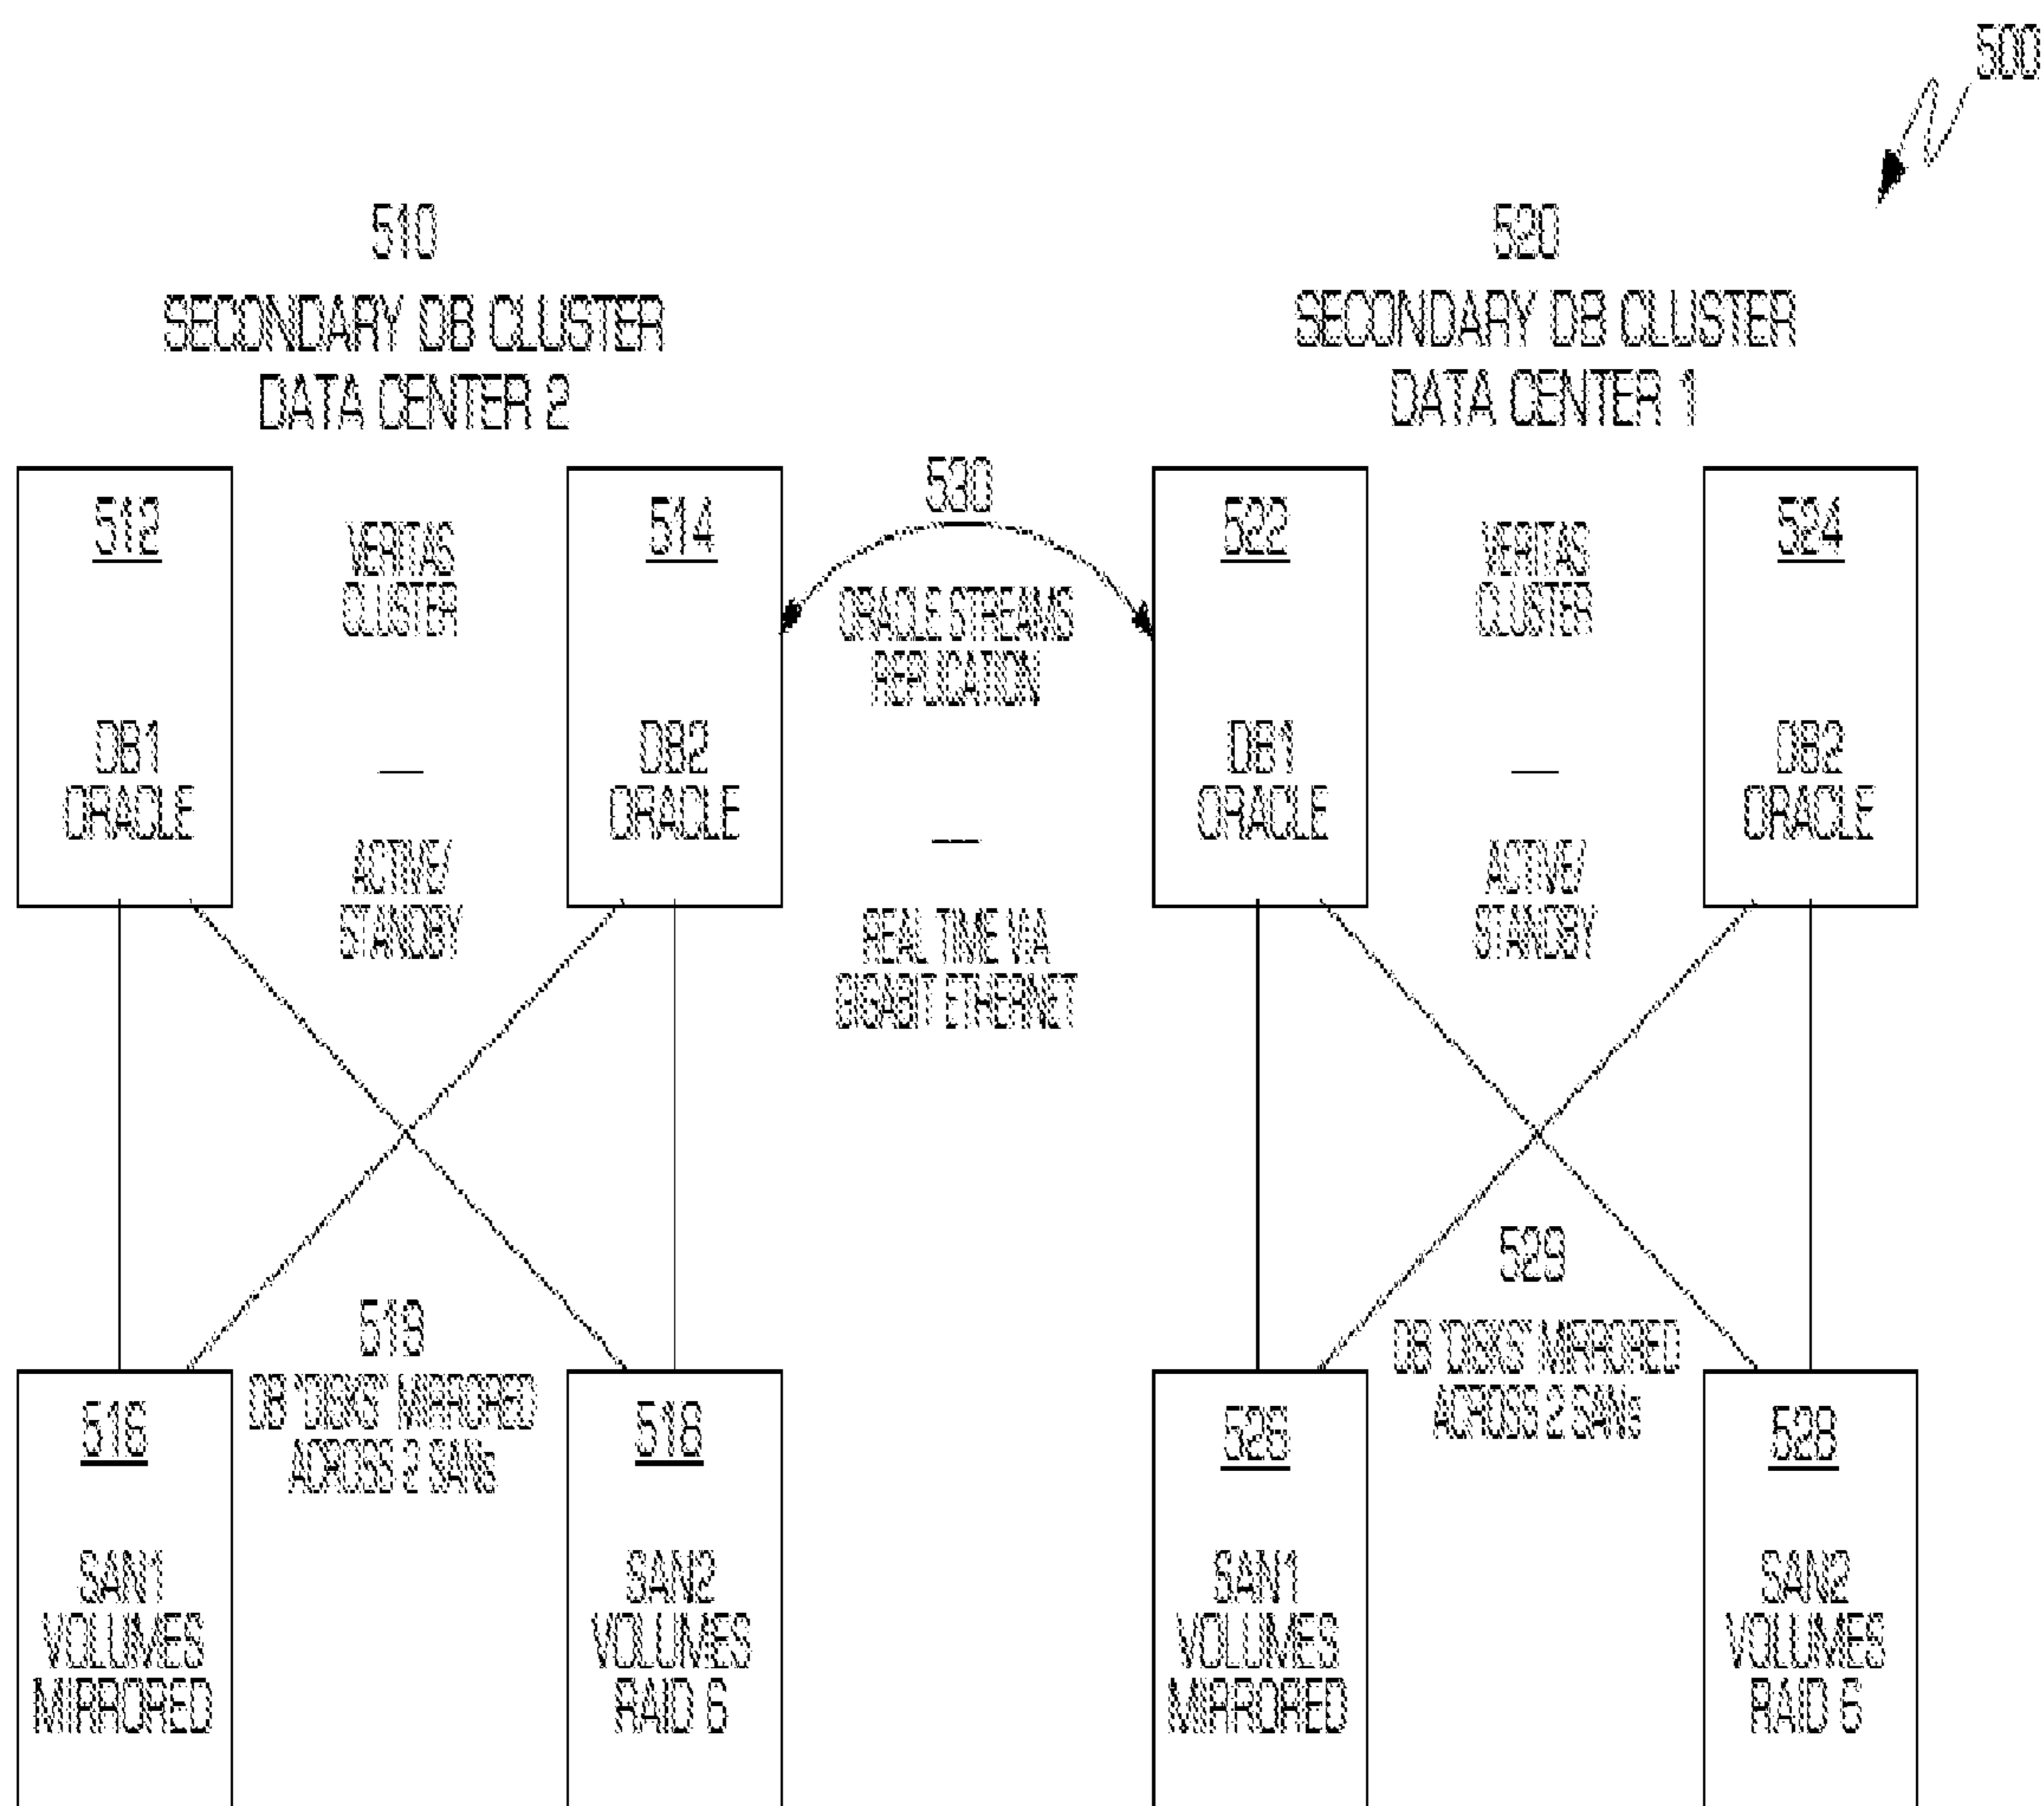 500
510
SECONDARY DB CLUSTER
DATA CENTER 2
520
SECONDARY DB CLUSTER
DATA CENTER 1
512
DB1
ORACLE
VERITAS
CLUSTER
—
ACTIVE/
STANDBY
514
DB2
ORACLE
530
ORACLE STREAMS
REPLICATION
—
REAL TIME VIA
GIGABIT ETHERNET
522
DB1
ORACLE
VERITAS
CLUSTER
—
ACTIVE/
STANDBY
524
DB2
ORACLE
516
SAN1
VOLUMES
MIRRORED
519
DB "DISKS" MIRRORED
ACROSS 2 SANs
518
SAN2
VOLUMES
RAID 6
526
SAN1
VOLUMES
MIRRORED
529
DB "DISKS" MIRRORED
ACROSS 2 SANs
528
SAN2
VOLUMES
RAID 6